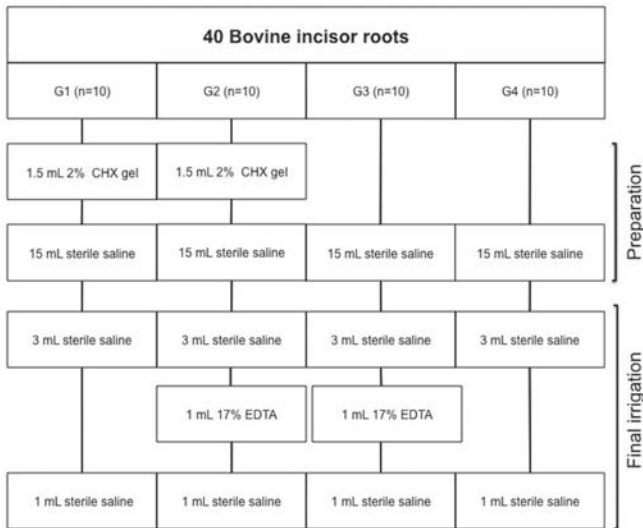 40 Bovine incisor roots
G1 (n=10) G2 (n=10) G3 (n=10) G4 (n=10)
1.5 mL 2% CHX gel 1.5 mL 2% CHX gel
15 mL sterile saline 15 mL sterile saline 15 mL sterile saline 15 mL sterile saline
Preparation
3 mL sterile saline 3 mL sterile saline 3 mL sterile saline 3 mL sterile saline
1 mL 17% EDTA 1 mL 17% EDTA
1 mL sterile saline 1 mL sterile saline 1 mL sterile saline 1 mL sterile saline
Final irrigation